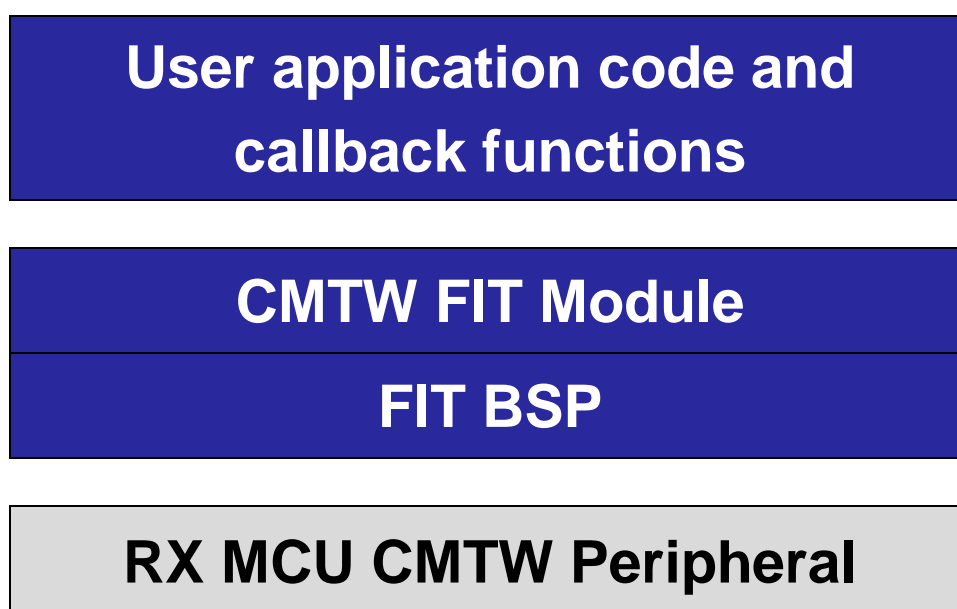 User application code and
callback functions
CMTW FIT Module
FIT BSP
RX MCU CMTW Peripheral